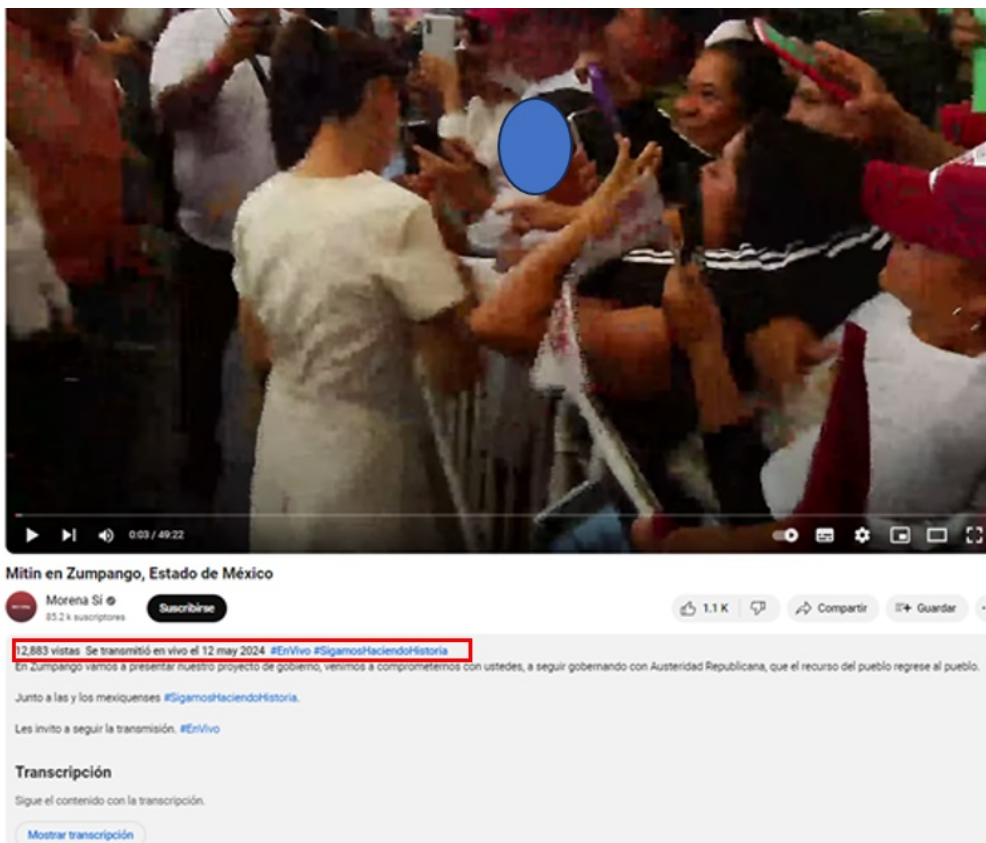 0:03 / 49:22
Mitin en Zumpango, Estado de México
Morena Sí
85.2 k suscriptores
Suscribirse
1.1 K
Compartir
Guardar
12,883 vistas Se transmitió en vivo el 12 may 2024 #EnVivo #SigamosHaciendoHistoria
En Zumpango vamos a presentar nuestro proyecto de gobierno, venimos a comprometernos con ustedes, a seguir gobernando con Austeridad Republicana, que el recurso del pueblo regrese al pueblo.
Junto a las y los mexiquenses #SigamosHaciendoHistoria.
Les invito a seguir la transmisión. #EnVivo
Transcripción
Sigue el contenido con la transcripción.
Mostrar transcripción